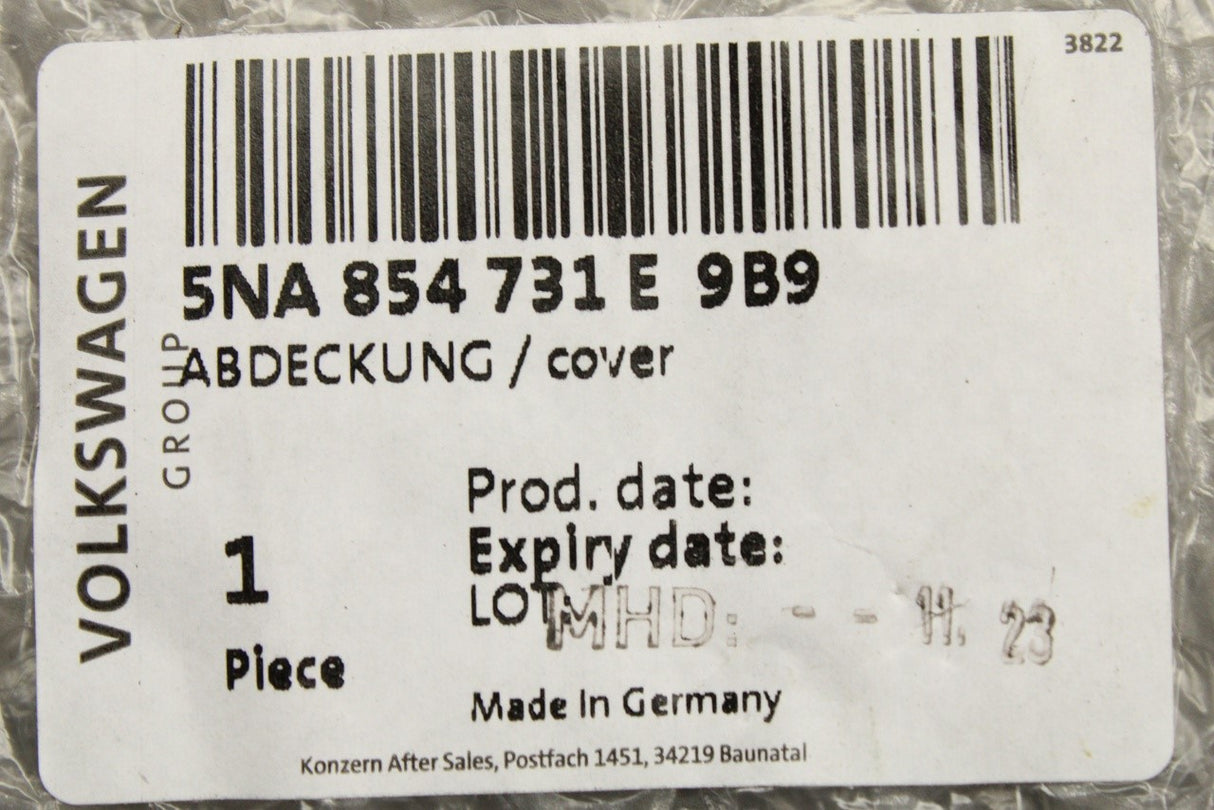 3822
VOLKSWAGEN
GROUP
5NA 854 731 E 9B9
ABDECKUNG / cover
Prod. date:
Expiry date:
LOT:
MHD: - - 11. 23
1
Piece
Made In Germany
Konzern After Sales, Postfach 1451, 34219 Baunatal